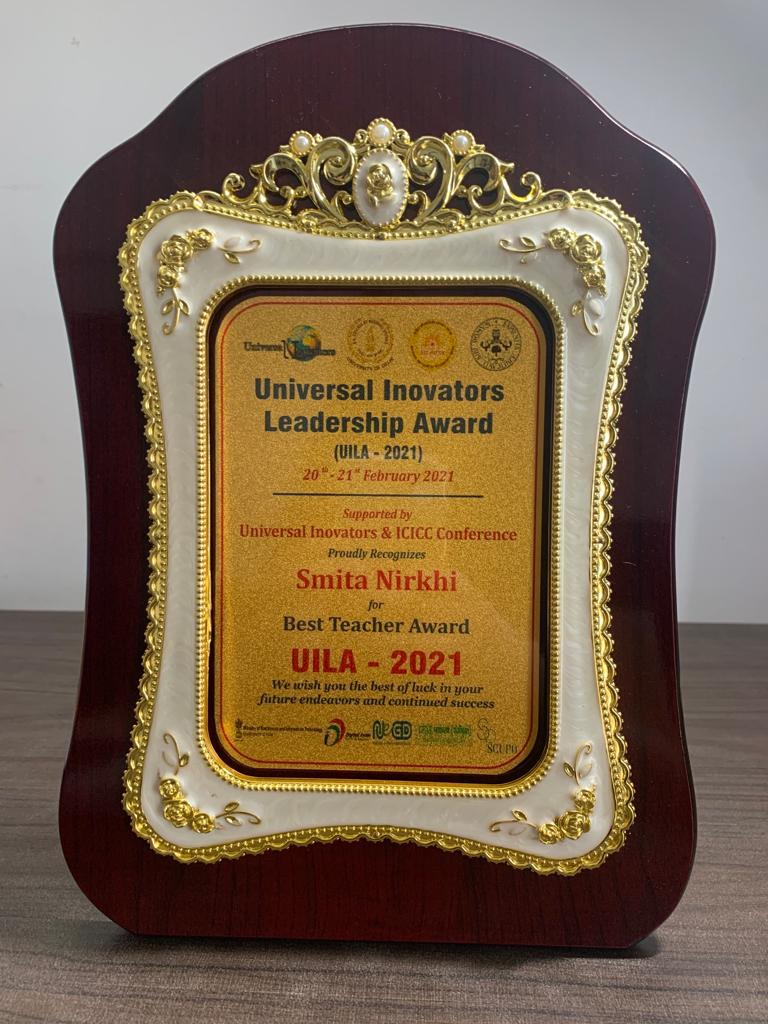 Universal Inovators
Leadership Award
(UILA - 2021)
20th - 21st February 2021
Supported by
Universal Inovators & ICICC Conference
Proudly Recognizes
Smita Nirkhi
for
Best Teacher Award
UILA - 2021
We wish you the best of luck in your
future endeavors and continued success
SCUPO